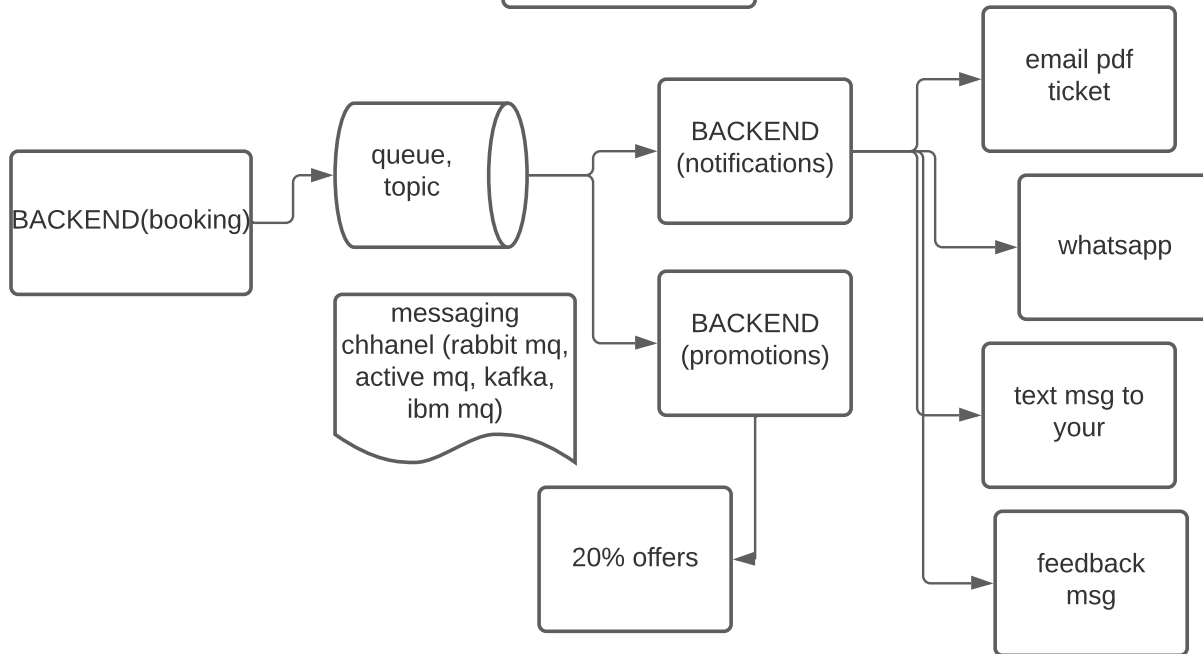 BACKEND(booking)
queue,
topic
messaging
chhanel (rabbit mq,
active mq, kafka,
ibm mq)
BACKEND
(notifications)
BACKEND
(promotions)
20% offers
email pdf
ticket
whatsapp
text msg to
your
feedback
msg